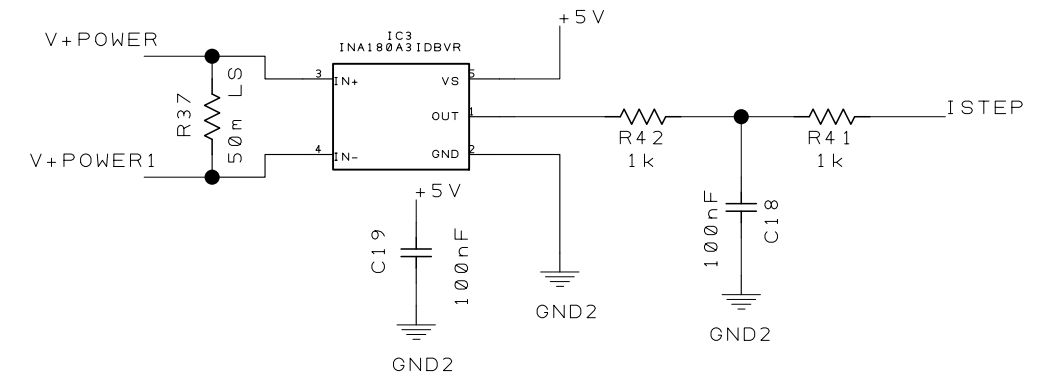 +5V
V+POWER
IC3
INA180A3IDBVR
R37
50m LS
3
IN+
VS
5
OUT
1
ISTEP
R42
1k
R41
1k
V+POWER1
4
IN-
GND
2
+5V
C19
100nF
GND2
GND2
100nF
C18
GND2